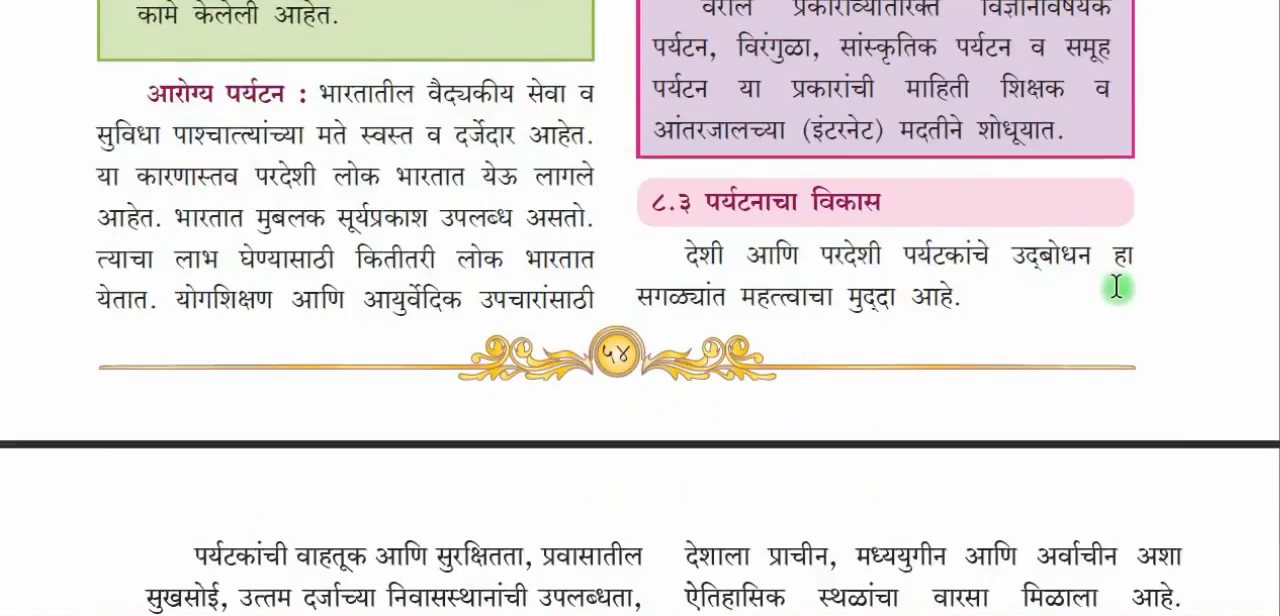 कामे केलेली आहेत.
आरोग्य पर्यटन : भारतातील वैद्यकीय सेवा व
सुविधा पाश्चात्त्यांच्या मते स्वस्त व दर्जेदार आहेत.
या कारणास्तव परदेशी लोक भारतात येऊ लागले
आहेत. भारतात मुबलक सूर्यप्रकाश उपलब्ध असतो.
त्याचा लाभ घेण्यासाठी कितीतरी लोक भारतात
येतात. योगशिक्षण आणि आयुर्वेदिक उपचारांसाठी
वरील प्रकारांव्यतिरिक्त विज्ञानविषयक
पर्यटन, विरंगुळा, सांस्कृतिक पर्यटन व समूह
पर्यटन या प्रकारांची माहिती शिक्षक व
आंतरजालच्या (इंटरनेट) मदतीने शोधूयात.
८.३ पर्यटनाचा विकास
देशी आणि परदेशी पर्यटकांचे उद्‌बोधन हा
सगळ्यांत महत्त्वाचा मुद्‌दा आहे.
५४
पर्यटकांची वाहतूक आणि सुरक्षितता, प्रवासातील
सुखसोई, उत्तम दर्जाच्या निवासस्थानांची उपलब्धता,
देशाला प्राचीन, मध्ययुगीन आणि अर्वाचीन अशा
ऐतिहासिक स्थळांचा वारसा मिळाला आहे.